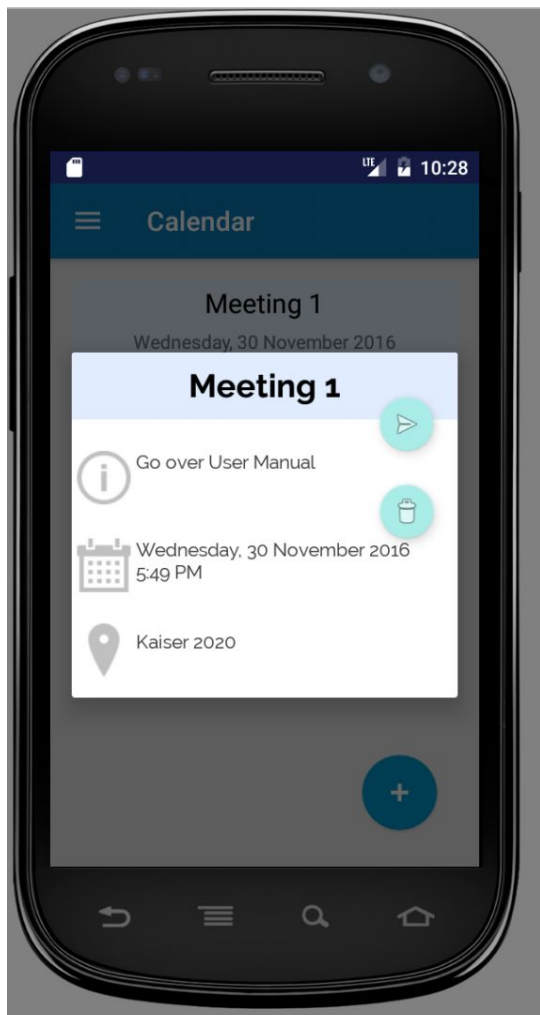 LTE 10:28
Calendar
Meeting 1
Wednesday, 30 November 2016
Meeting 1
Go over User Manual
Wednesday, 30 November 2016
5:49 PM
Kaiser 2020
+